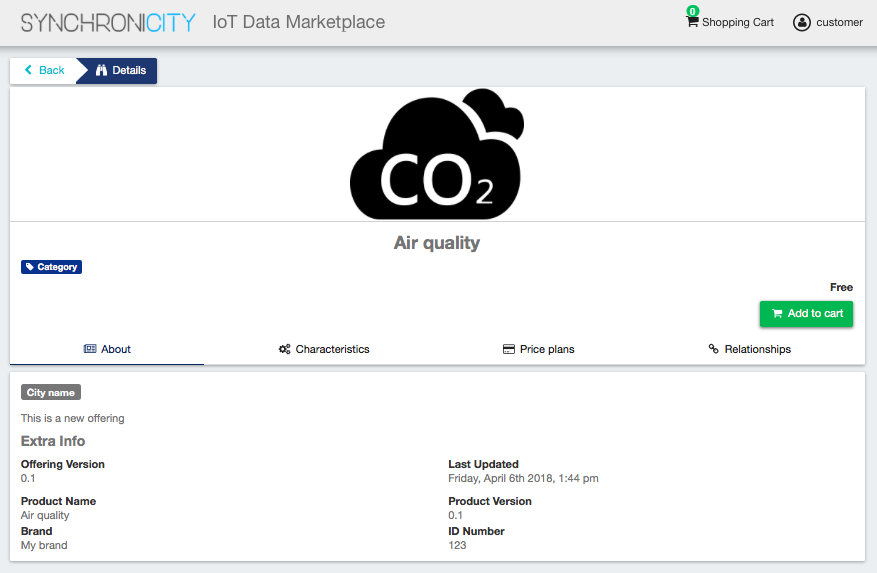 SYNCHRONICITY IoT Data Marketplace
0
Shopping Cart
customer
Back
Details
CO2
Air quality
Category
Free
Add to cart
About
Characteristics
Price plans
Relationships
City name
This is a new offering
Extra Info
Offering Version
0.1
Last Updated
Friday, April 6th 2018, 1:44 pm
Product Name
Air quality
Product Version
0.1
Brand
My brand
ID Number
123